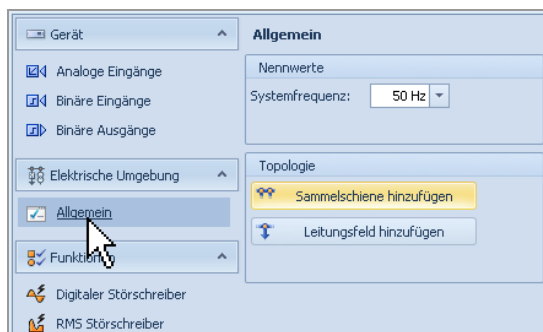 Gerät
Analoge Eingänge
Binäre Eingänge
Binäre Ausgänge
Elektrische Umgebung
Allgemein
Funktionen
Digitaler Störschreiber
RMS Störschreiber
Allgemein
Nennwerte
Systemfrequenz: 50 Hz
Topologie
Sammelschiene hinzufügen
Leitungsfeld hinzufügen